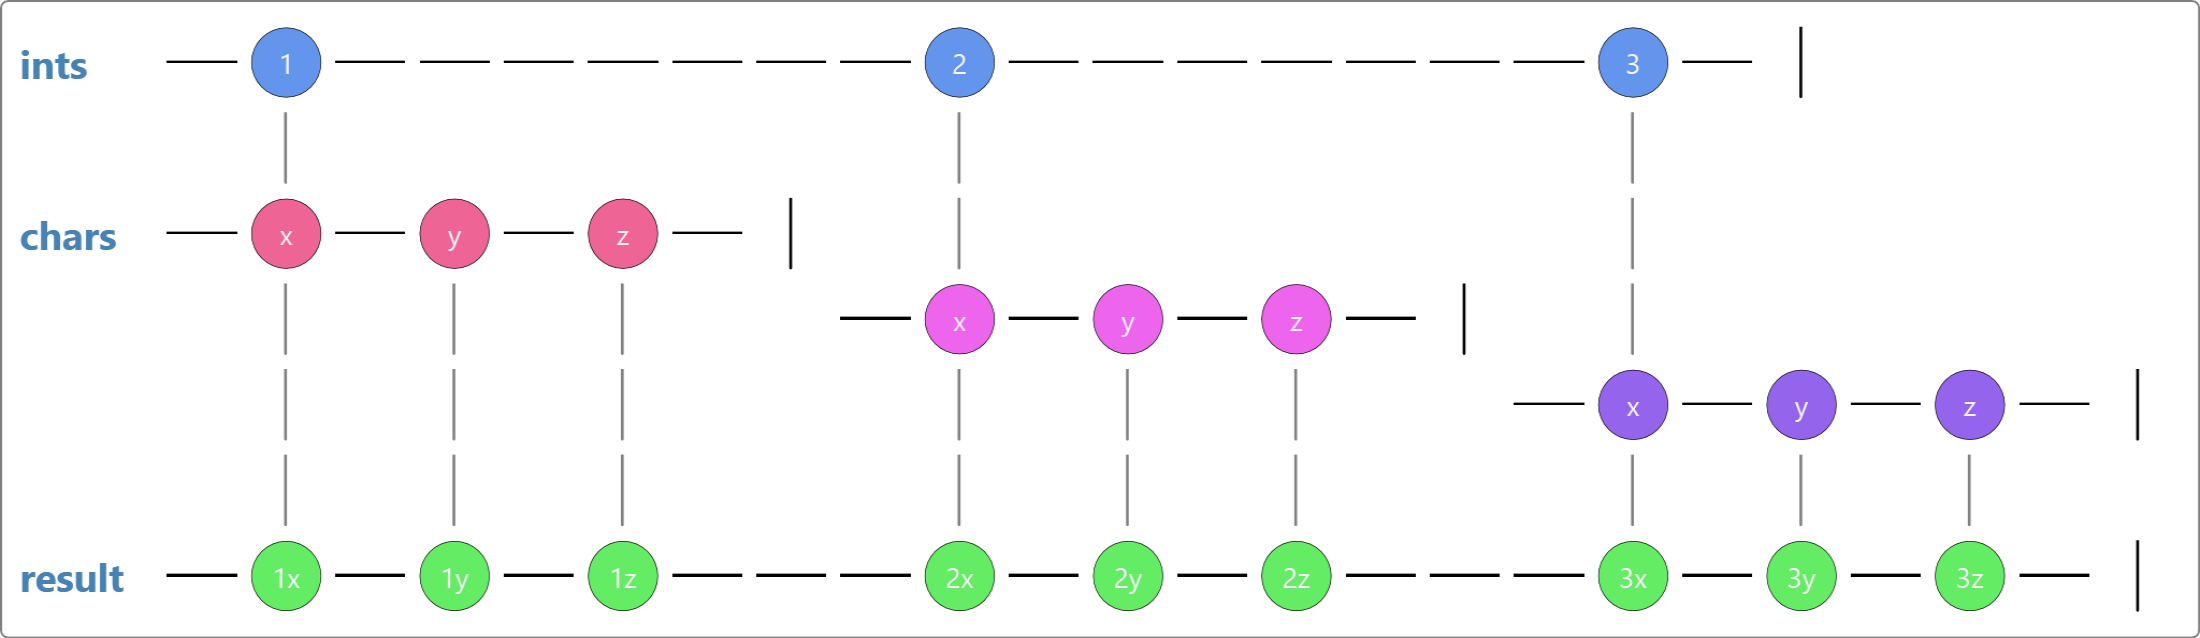 ints 1 2 3
chars x y z
x y z
x y z
result 1x 1y 1z 2x 2y 2z 3x 3y 3z